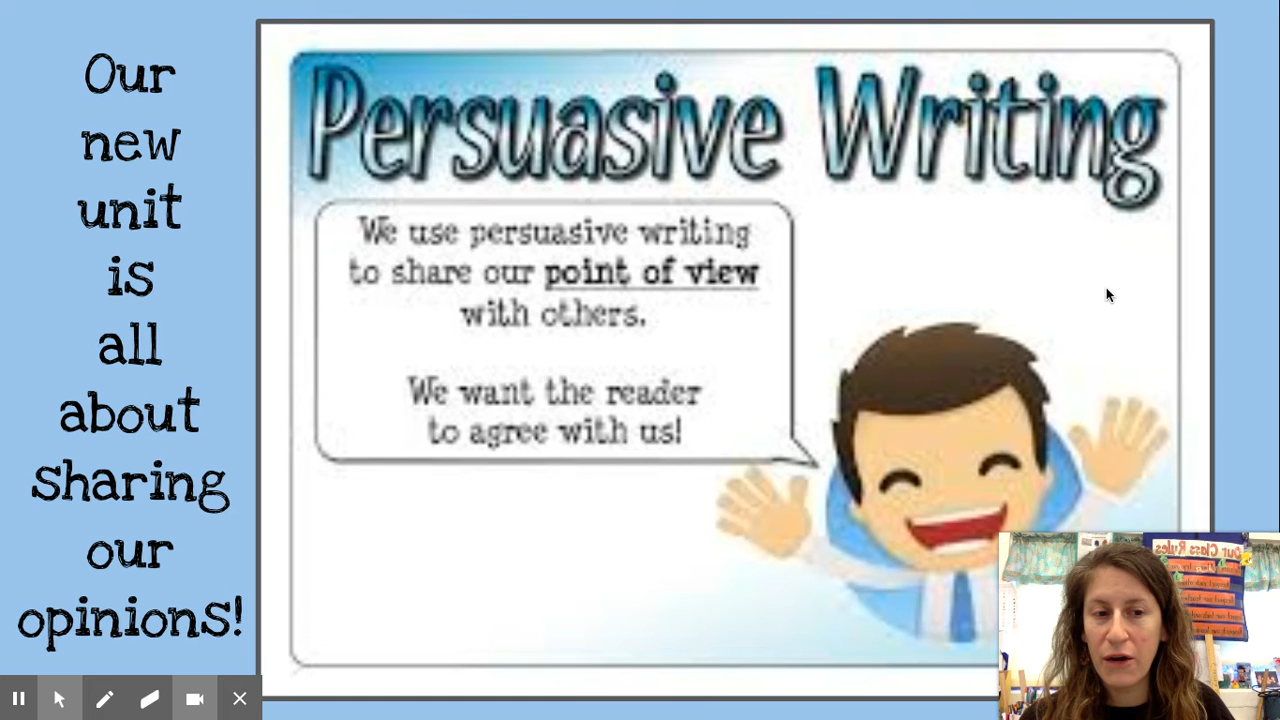 Our
new
unit
is
all
about
sharing
our
opinions!
Persuasive Writing
We use persuasive writing
to share our point of view
with others.
We want the reader
to agree with us!
Our Class Rules